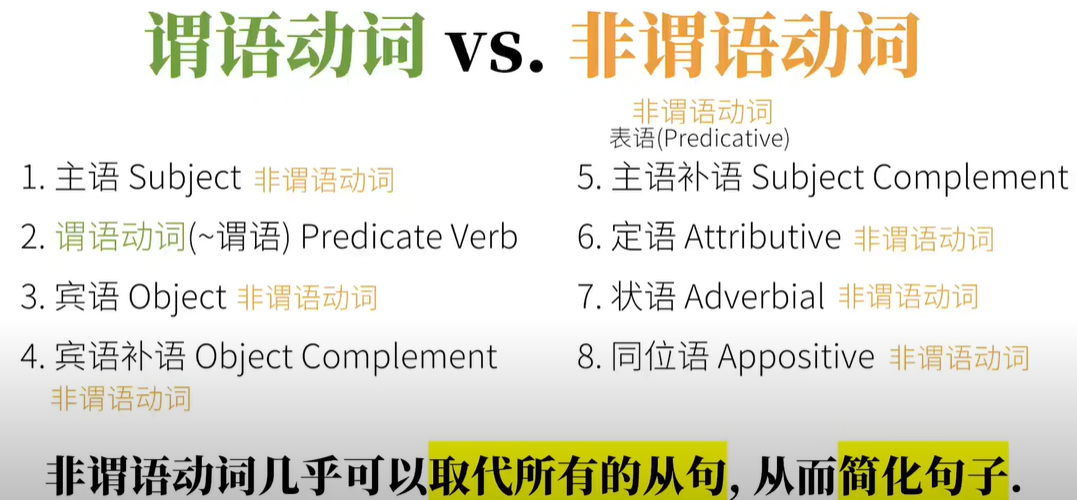 谓语动词 vs. 非谓语动词
1. 主语 Subject 非谓语动词
2. 谓语动词(~谓语) Predicate Verb
3. 宾语 Object 非谓语动词
4. 宾语补语 Object Complement
非谓语动词
非谓语动词
表语(Predicative)
5. 主语补语 Subject Complement
6. 定语 Attributive 非谓语动词
7. 状语 Adverbial 非谓语动词
8. 同位语 Appositive 非谓语动词
非谓语动词几乎可以取代所有的从句, 从而简化句子.